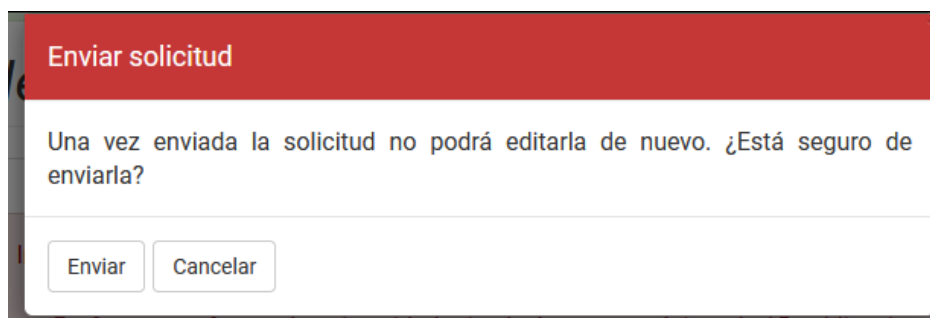 Enviar solicitud
Una vez enviada la solicitud no podrá editarla de nuevo. ¿Está seguro de
enviarla?
Enviar
Cancelar